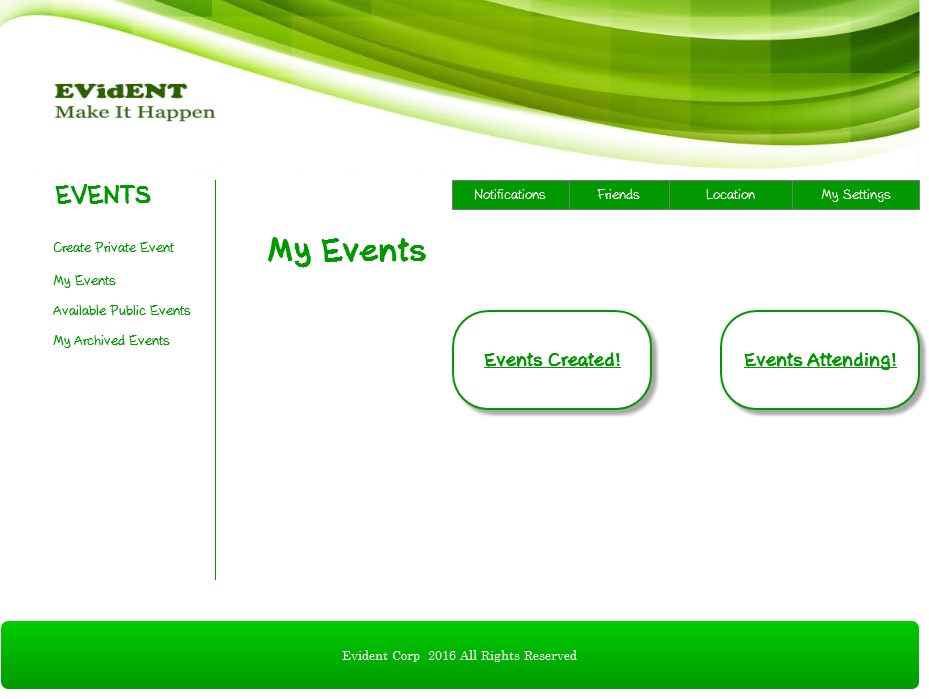 EVidENT
Make It Happen
EVENTS
Notifications Friends Location My Settings
My Events
Create Private Event
My Events
Available Public Events
My Archived Events
Events Created! Events Attending!
Evident Corp 2016 All Rights Reserved